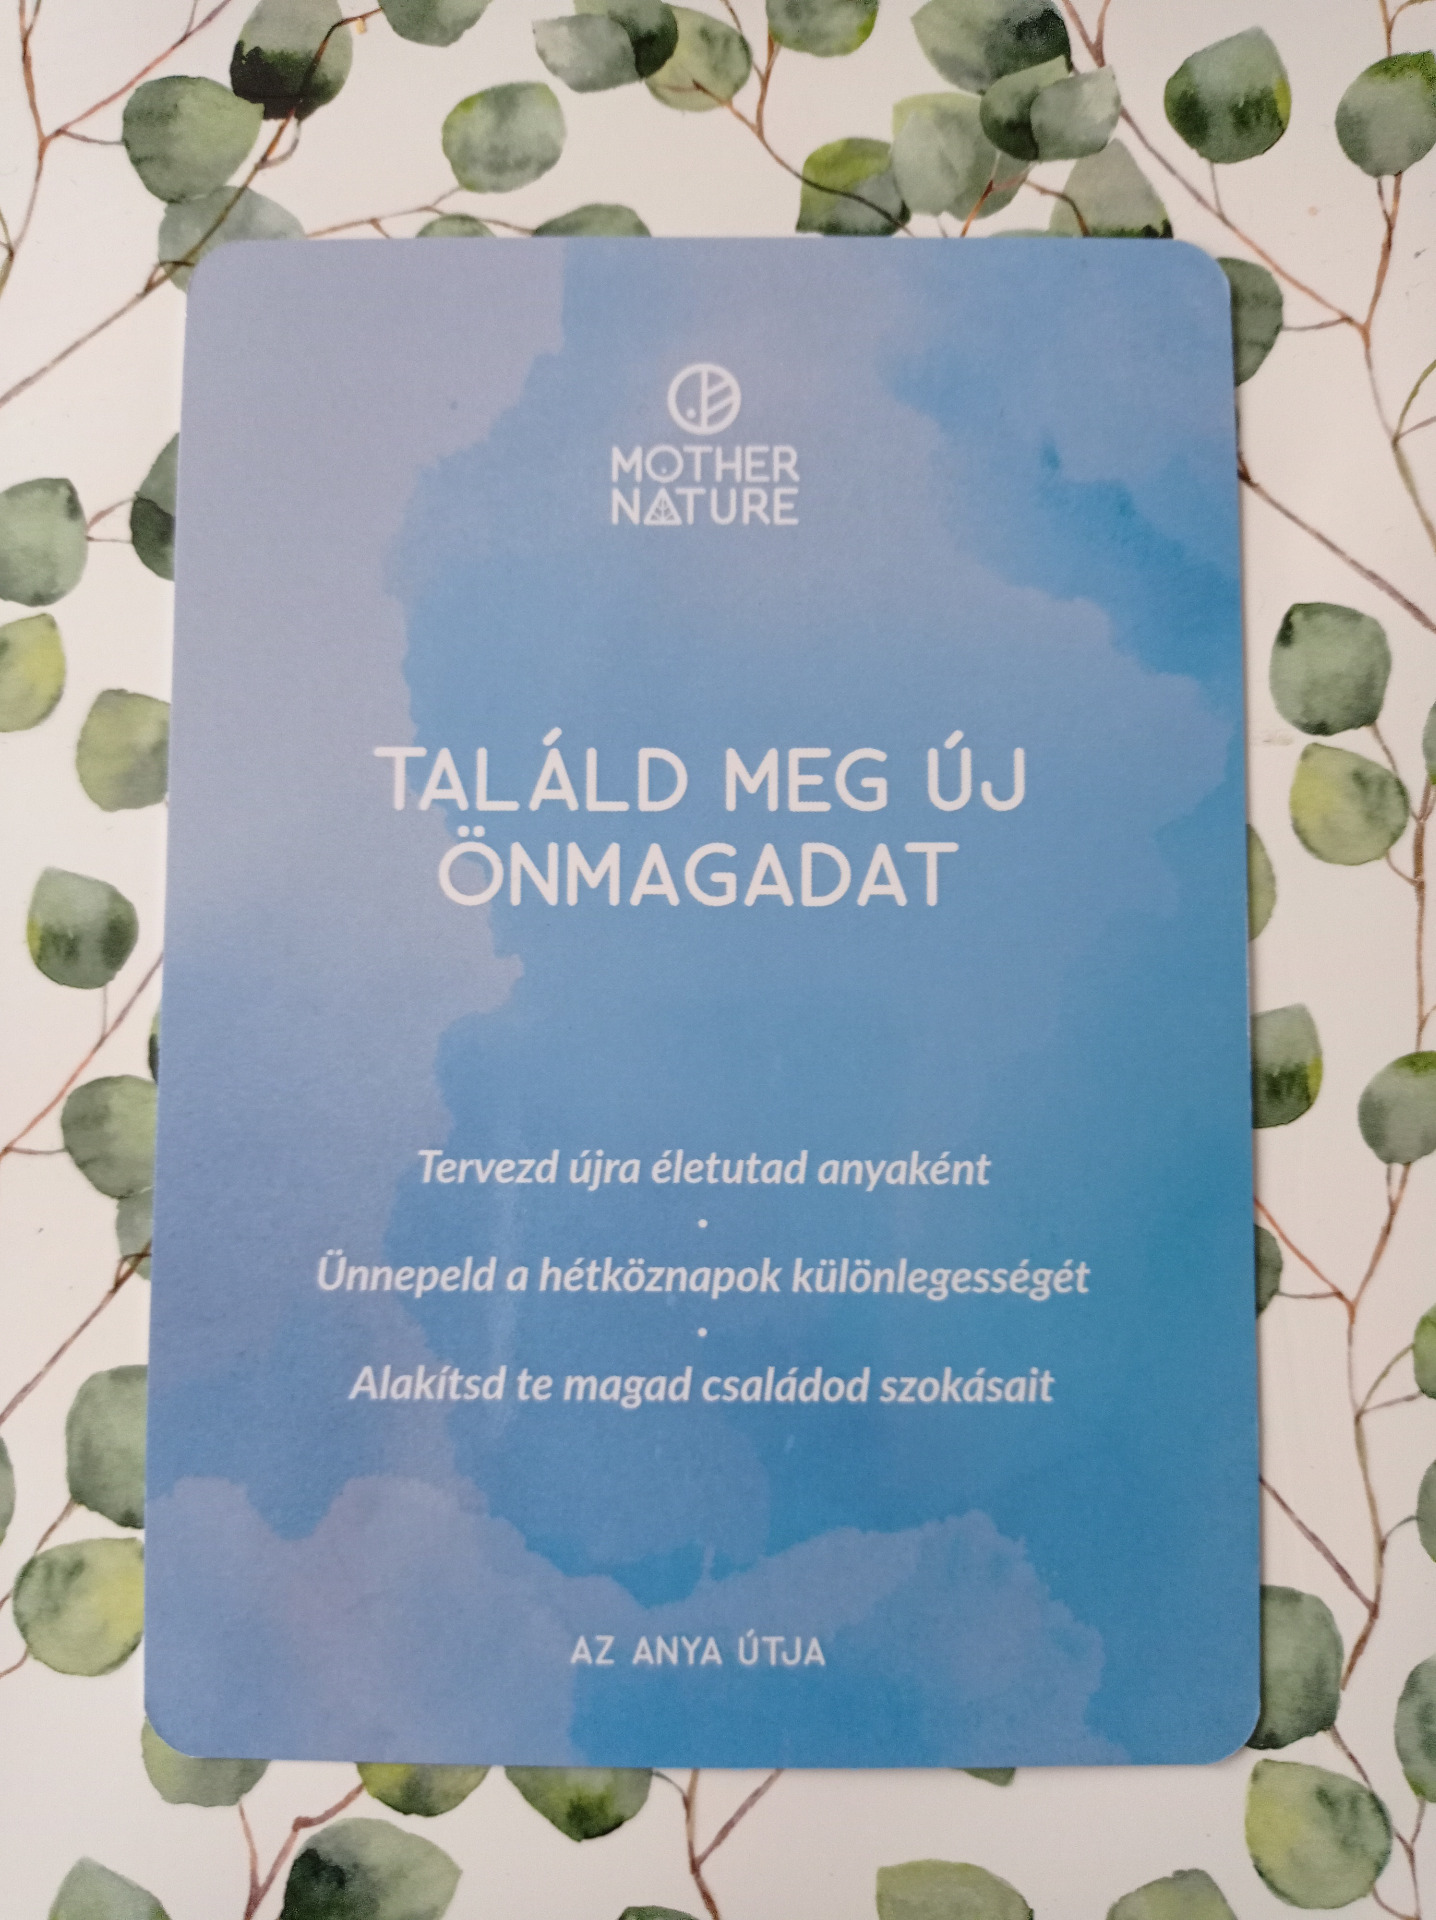 MOTHER
NATURE
TALÁLD MEG ÚJ
ÖNMAGADAT
Tervezd újra életutad anyaként
•
Ünnepeld a hétköznapok különlegességét
•
Alakítsd te magad családod szokásait
AZ ANYA ÚTJA